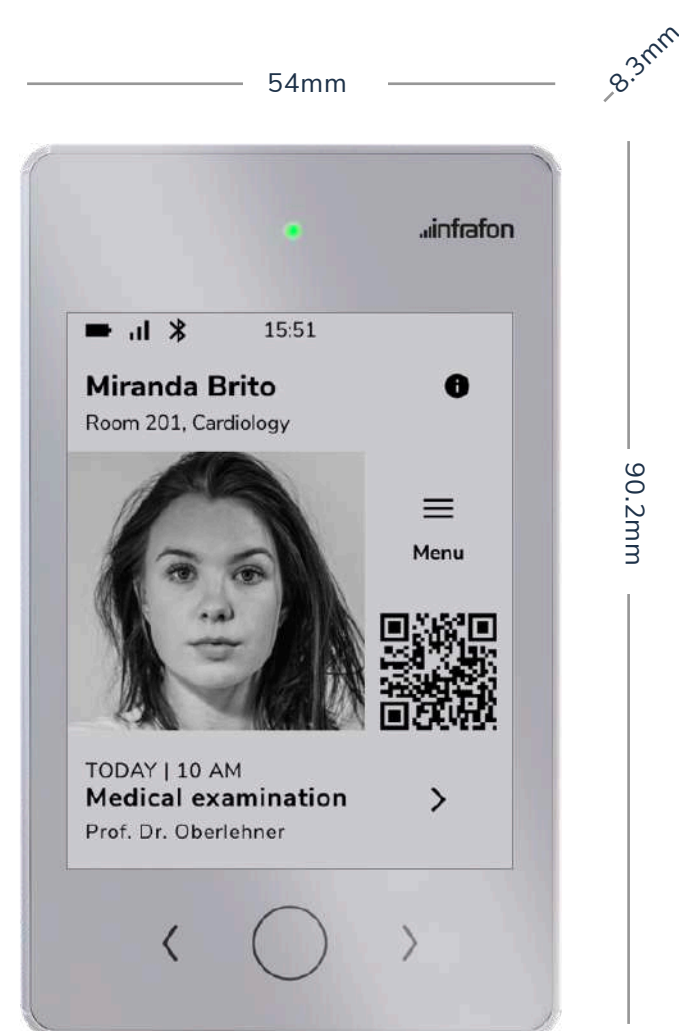 54mm
8.3mm
infrafon
15:51
Miranda Brito
Room 201, Cardiology
Menu
90.2mm
TODAY | 10 AM
Medical examination
Prof. Dr. Oberlehner